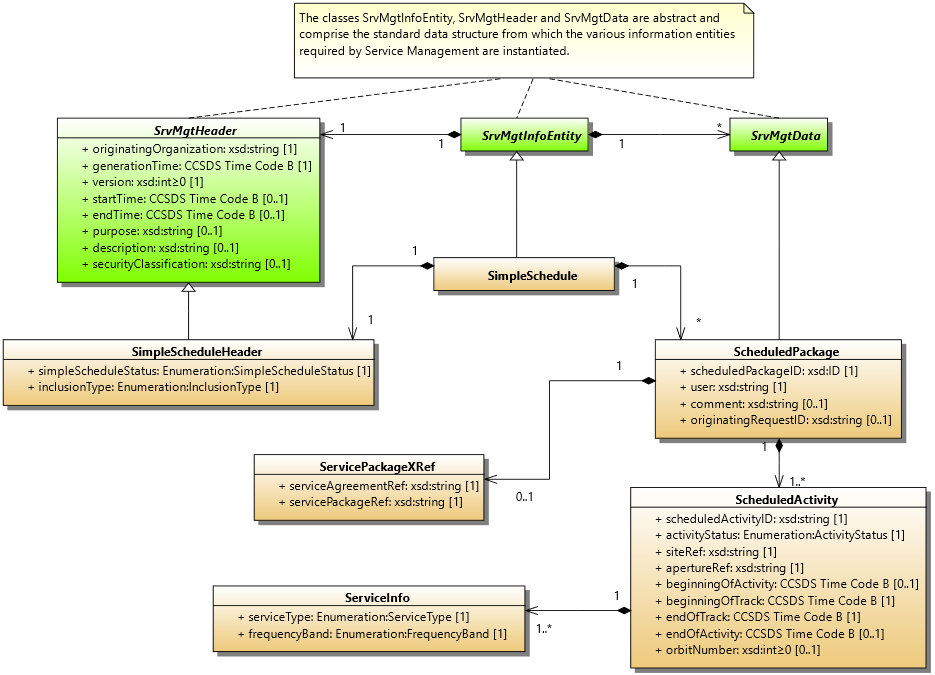 The classes SrvMgtInfoEntity, SrvMgtHeader and SrvMgtData are abstract and
comprise the standard data structure from which the various information entities
required by Service Management are instantiated.
SrvMgtHeader
+ originatingOrganization: xsd:string [1]
+ generationTime: CCSDS Time Code B [1]
+ version: xsd:int≥0 [1]
+ startTime: CCSDS Time Code B [0..1]
+ endTime: CCSDS Time Code B [0..1]
+ purpose: xsd:string [0..1]
+ description: xsd:string [0..1]
+ securityClassification: xsd:string [0..1]
1
1
SrvMgtInfoEntity
1
*
SrvMgtData
1
SimpleSchedule
1
1
*
SimpleScheduleHeader
+ simpleScheduleStatus: Enumeration:SimpleScheduleStatus [1]
+ inclusionType: Enumeration:InclusionType [1]
ScheduledPackage
+ scheduledPackageID: xsd:ID [1]
+ user: xsd:string [1]
+ comment: xsd:string [0..1]
+ originatingRequestID: xsd:string [0..1]
1
0..1
ServicePackageXRef
+ serviceAgreementRef: xsd:string [1]
+ servicePackageRef: xsd:string [1]
1
1..*
ScheduledActivity
+ scheduledActivityID: xsd:string [1]
+ activityStatus: Enumeration:ActivityStatus [1]
+ siteRef: xsd:string [1]
+ apertureRef: xsd:string [1]
+ beginningOfActivity: CCSDS Time Code B [0..1]
+ beginningOfTrack: CCSDS Time Code B [1]
+ endOfTrack: CCSDS Time Code B [1]
+ endOfActivity: CCSDS Time Code B [0..1]
+ orbitNumber: xsd:int≥0 [0..1]
1
1..*
ServiceInfo
+ serviceType: Enumeration:ServiceType [1]
+ frequencyBand: Enumeration:FrequencyBand [1]